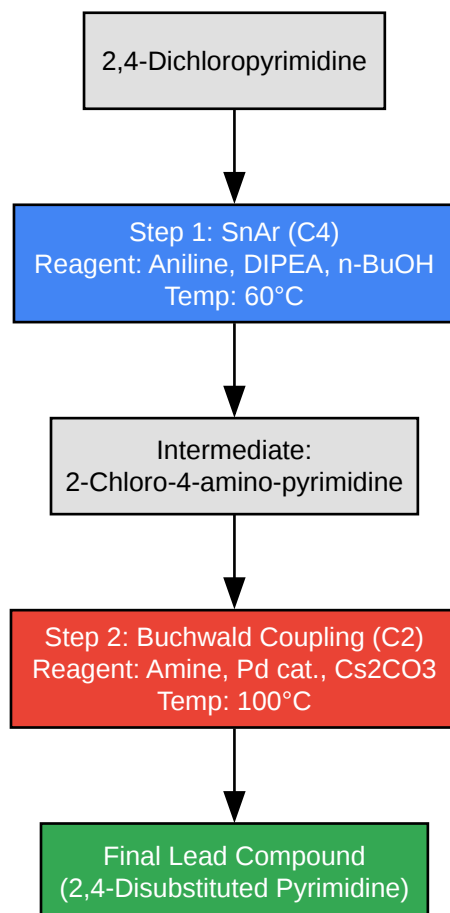 2,4-Dichloropyrimidine
Step 1: SnAr (C4)
Reagent: Aniline, DIPEA, n-BuOH
Temp: 60°C
Intermediate:
2-Chloro-4-amino-pyrimidine
Step 2: Buchwald Coupling (C2)
Reagent: Amine, Pd cat., Cs2CO3
Temp: 100°C
Final Lead Compound
(2,4-Disubstituted Pyrimidine)